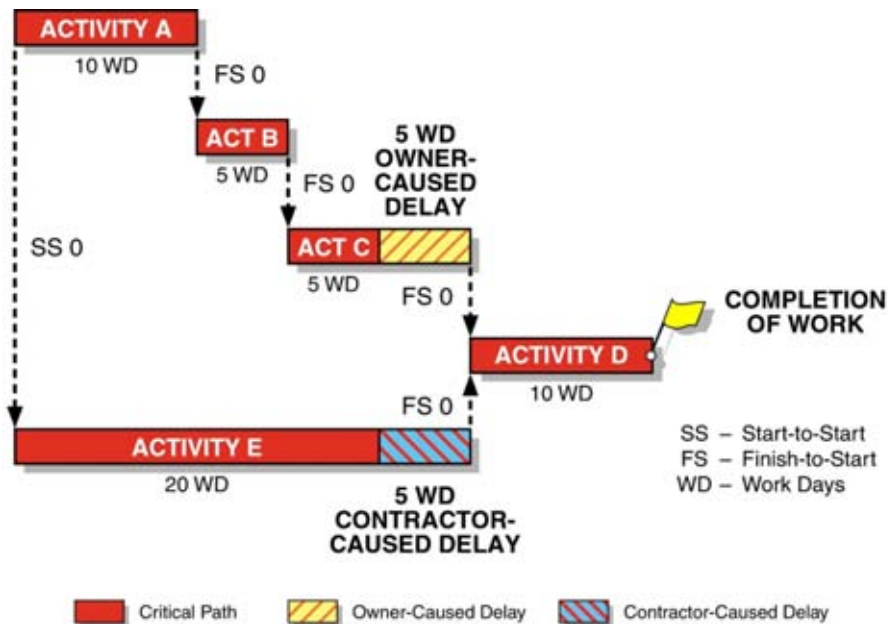 ACTIVITY A
10 WD
FS 0
ACT B
5 WD
FS 0
5 WD
OWNER-
CAUSED
DELAY
SS 0
ACT C
5 WD
FS 0
COMPLETION
OF WORK
ACTIVITY D
10 WD
FS 0
ACTIVITY E
20 WD
5 WD
CONTRACTOR-
CAUSED DELAY
SS – Start-to-Start
FS – Finish-to-Start
WD – Work Days
Critical Path
Owner-Caused Delay
Contractor-Caused Delay